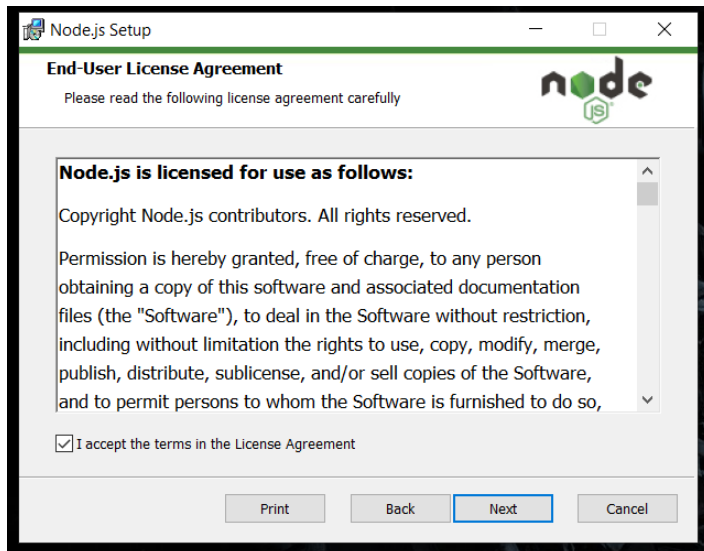 Node.js Setup
End-User License Agreement
Please read the following license agreement carefully
node
JS
Node.js is licensed for use as follows:
Copyright Node.js contributors. All rights reserved.
Permission is hereby granted, free of charge, to any person
obtaining a copy of this software and associated documentation
files (the "Software"), to deal in the Software without restriction,
including without limitation the rights to use, copy, modify, merge,
publish, distribute, sublicense, and/or sell copies of the Software,
and to permit persons to whom the Software is furnished to do so,
I accept the terms in the License Agreement
Print Back Next Cancel